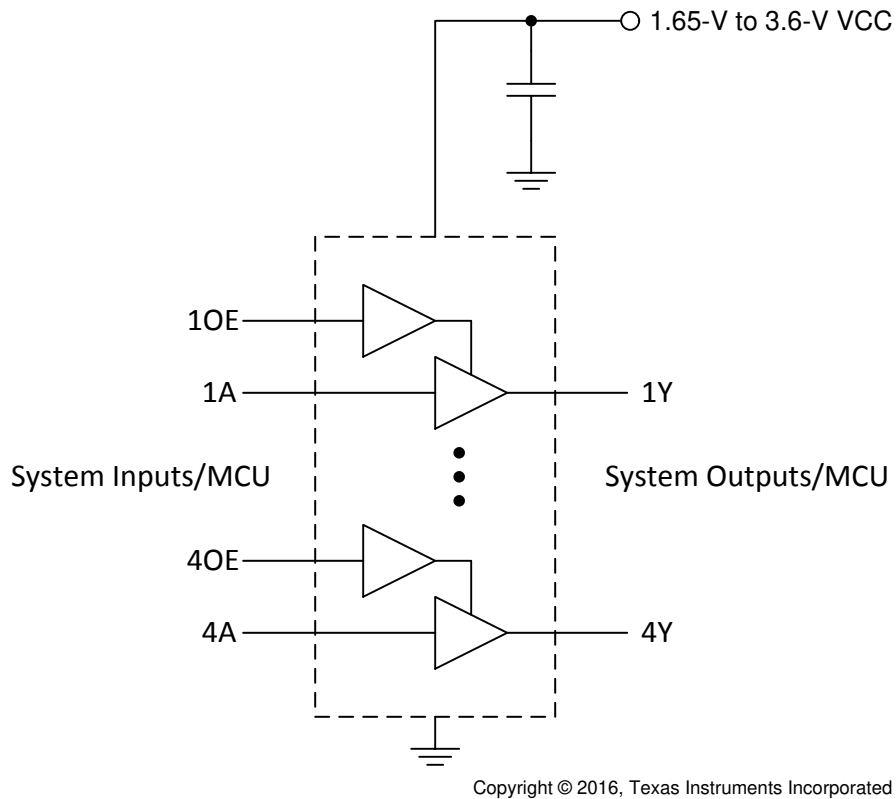 1.65-V to 3.6-V VCC
1OE
1A
1Y
System Inputs/MCU
System Outputs/MCU
4OE
4A
4Y
Copyright © 2016, Texas Instruments Incorporated